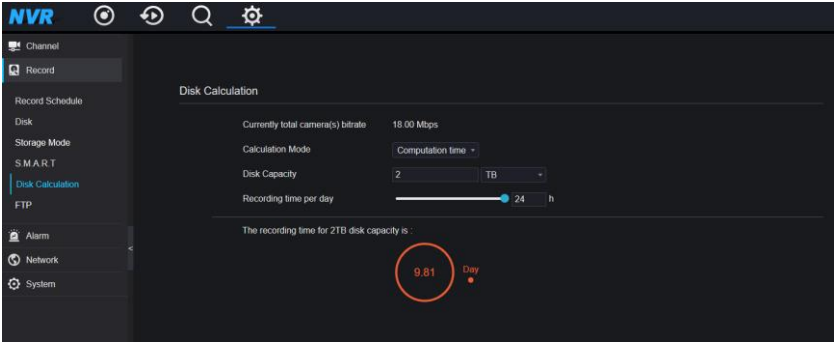 NVR
Channel
Record
Record Schedule
Disk
Storage Mode
S.M.A.R.T
Disk Calculation
FTP
Alarm
Network
System
Disk Calculation
Currently total camera(s) bitrate 18.00 Mbps
Calculation Mode Computation time
Disk Capacity 2 TB
Recording time per day 24 h
The recording time for 2TB disk capacity is :
9.81 Day